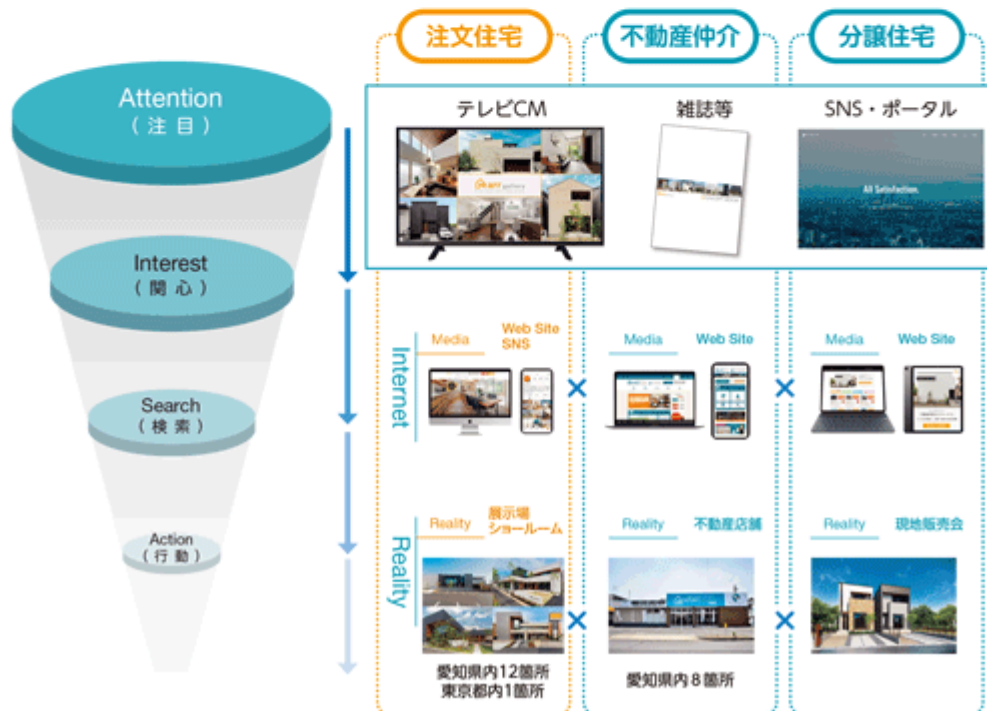 注文住宅
不動産仲介
分譲住宅
Attention
(注目)
テレビCM
雑誌等
SNS・ポータル
All Satisfaction.
Interest
(関心)
Internet
Media
Web Site
SNS
Media
Web Site
Media
Web Site
Search
(検索)
Reality
Reality
展示場
ショールーム
Reality
不動産店舗
Reality
現地販売会
Action
(行動)
愛知県内12箇所
東京都内1箇所
愛知県内8箇所